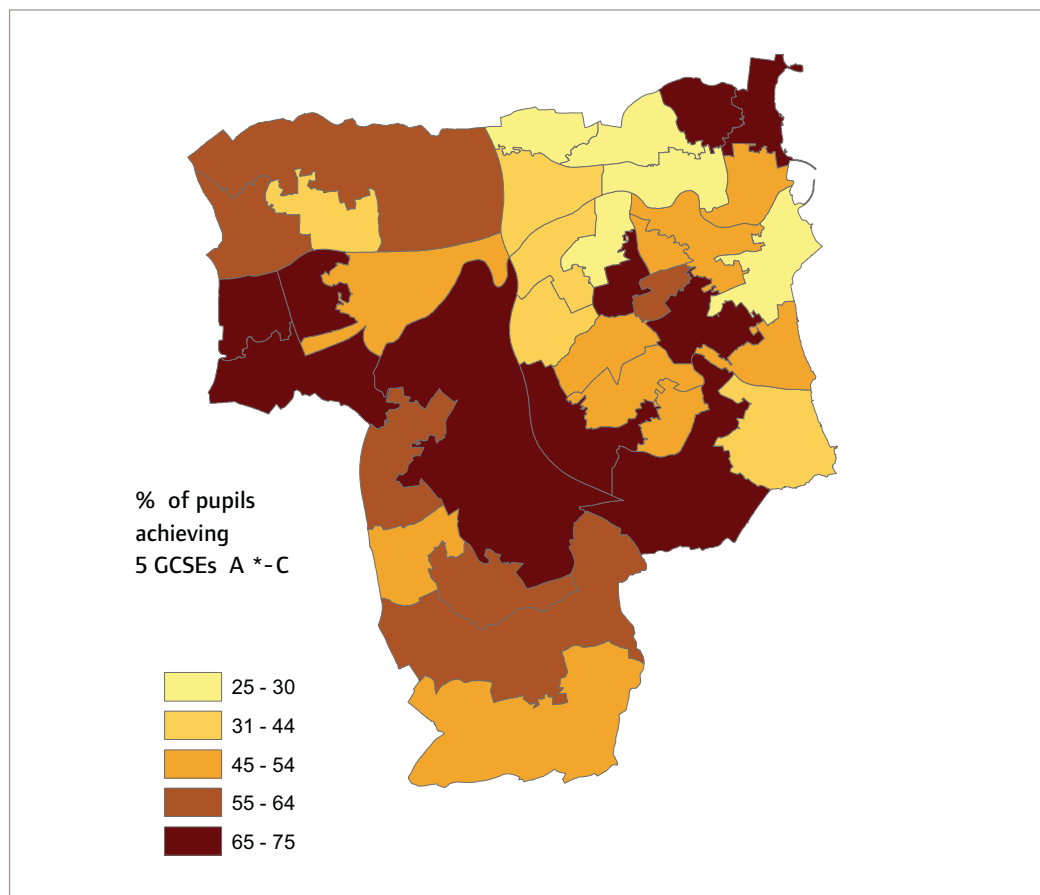 % of pupils
achieving
5 GCSEs A *-C
25 - 30
31 - 44
45 - 54
55 - 64
65 - 75